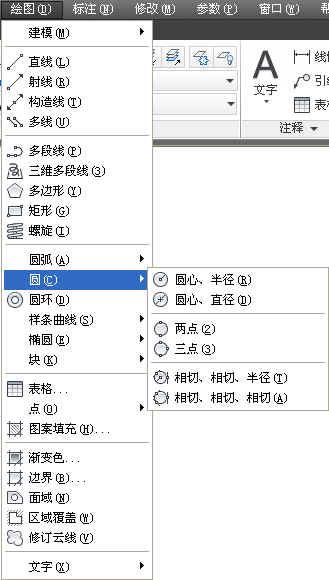 绘图(D) 标注(N) 修改(M) 参数(P) 窗口(W) 帮
建模(M)
直线(L)
射线(R)
构造线(T)
多线(U)
多段线(P)
三维多段线(3)
多边形(Y)
矩形(G)
螺旋(I)
圆弧(A)
圆(C)
圆环(D)
样条曲线(S)
椭圆(E)
块(K)
表格...
点(O)
图案填充(H)...
渐变色...
边界(B)...
面域(N)
区域覆盖(W)
修订云线(V)
文字(X)
圆心、半径(R)
圆心、直径(D)
两点(2)
三点(3)
相切、相切、半径(T)
相切、相切、相切(A)
A
文字
线性
引线
表格
注释